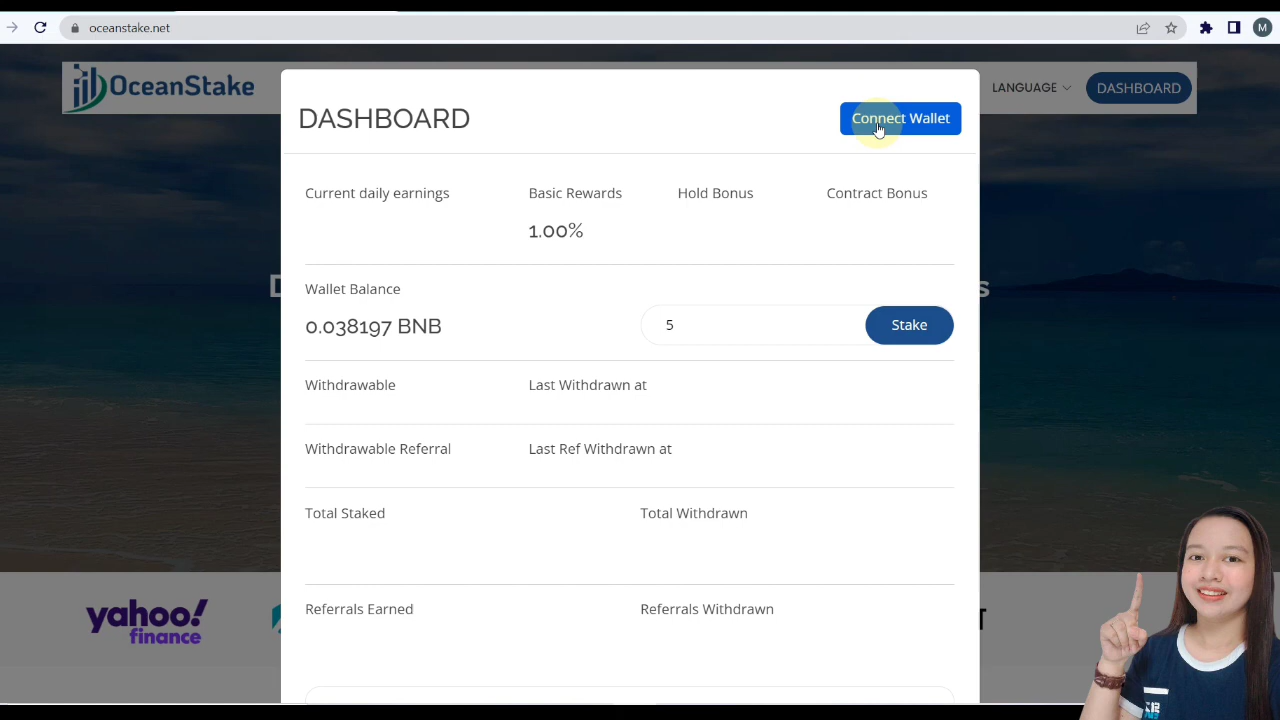 oceanstake.net
M
OceanStake
LANGUAGE
DASHBOARD
DASHBOARD
Connect Wallet
Current daily earnings
Basic Rewards
Hold Bonus
Contract Bonus
1.00%
Wallet Balance
0.038197 BNB
5
Stake
Withdrawable
Last Withdrawn at
Withdrawable Referral
Last Ref Withdrawn at
Total Staked
Total Withdrawn
Referrals Earned
Referrals Withdrawn
yahoo!
finance